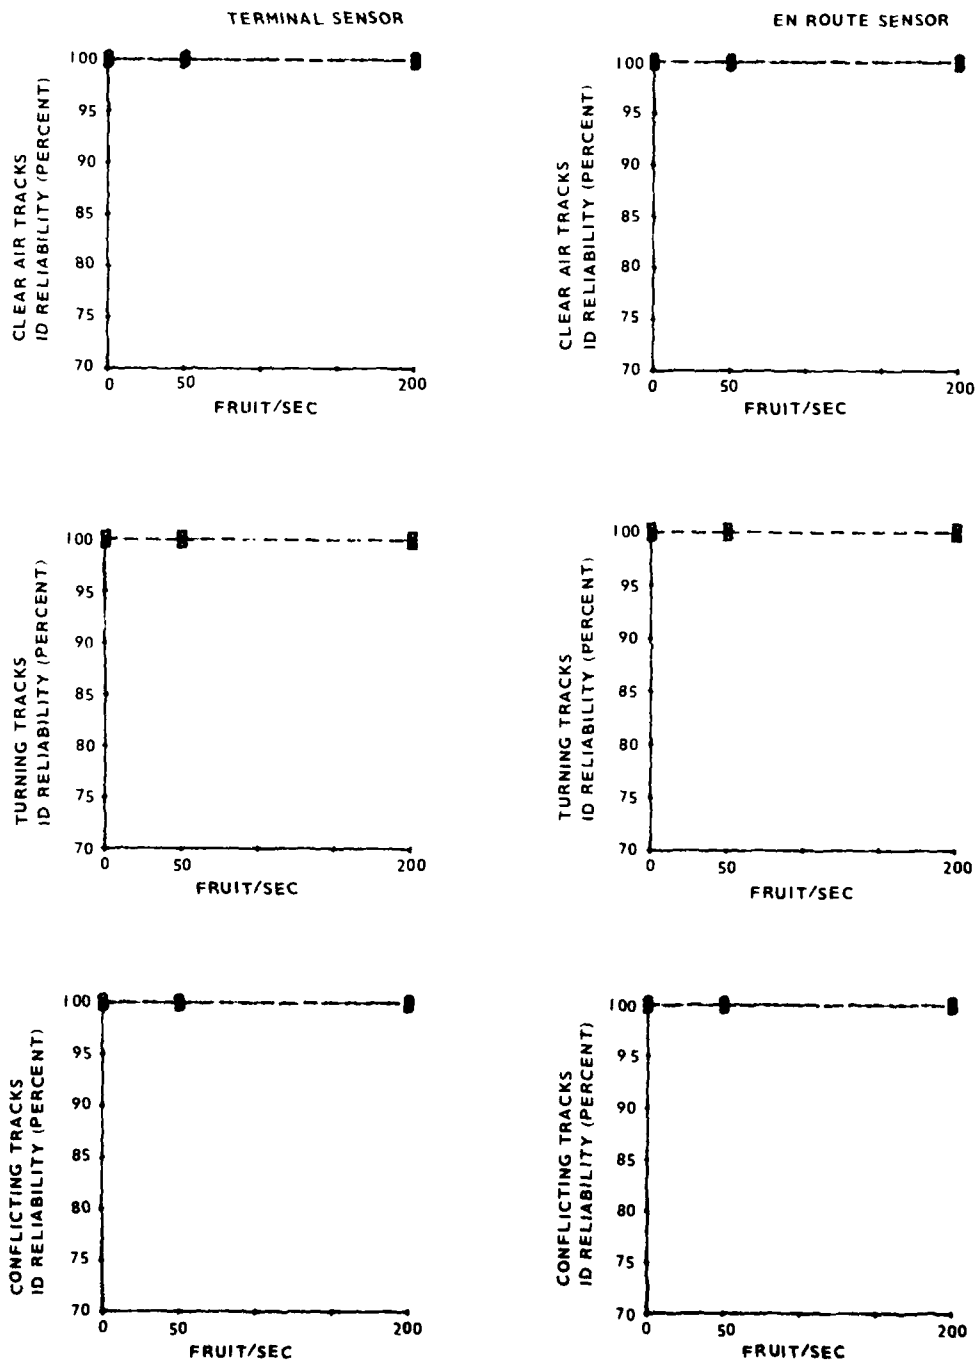 TERMINAL SENSOR
EN ROUTE SENSOR
CLEAR AIR TRACKS
ID RELIABILITY (PERCENT)
100
95
90
85
80
75
70
0 50 200
FRUIT/SEC
CLEAR AIR TRACKS
ID RELIABILITY (PERCENT)
100
95
90
85
80
75
70
0 50 200
FRUIT/SEC
TURNING TRACKS
ID RELIABILITY (PERCENT)
100
95
90
85
80
75
70
0 50 200
FRUIT/SEC
TURNING TRACKS
ID RELIABILITY (PERCENT)
100
95
90
85
80
75
70
0 50 200
FRUIT/SEC
CONFLICTING TRACKS
ID RELIABILITY (PERCENT)
100
95
90
85
80
75
70
0 50 200
FRUIT/SEC
CONFLICTING TRACKS
ID RELIABILITY (PERCENT)
100
95
90
85
80
75
70
0 50 200
FRUIT/SEC